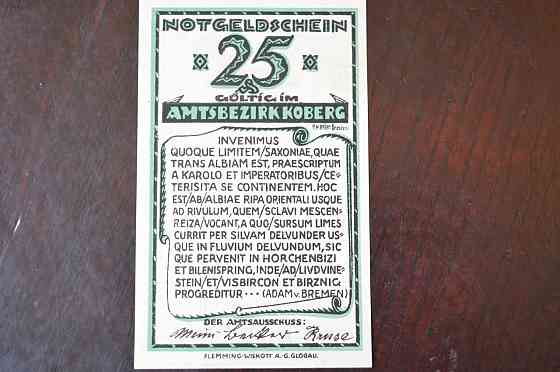 NOTGELDSCHEIN
25
GÜLTIG IM
AMTSBEZIRK KOBERG
INVENIMUS
QUOQUE LIMITEM/SAXONIAE, QUAE
TRANS ALBIAM EST, PRAESCRIPTUM
A KAROLO ET IMPERATORIBUS/CE-
TERISITA SE CONTINENTEM. HOC
EST/AB/ALBIAE RIPA ORIENTALI USQUE
AD RIVULUM, QUEM/SCLAVI MESCEN-
REIZA/VOCANT, A QUO/SURSUM LIMES
CURRIT PER SILVAM DELVUNDER US-
QUE IN FLUVIUM DELVUNDUM, SIC
QUE PERVENIT IN HORCHENBIZI
ET BILENISPRING, INDE/AD/LIUDVINE-
STEIN/ET/VISBIRCON ET BIRZNIG
PROGREDITUR ··· (ADAM v. BREMEN)
DER AMTSAUSSCHUSS:
Becker Kruse
FLEMMING-WISKOTT A. G. GLOGAU.